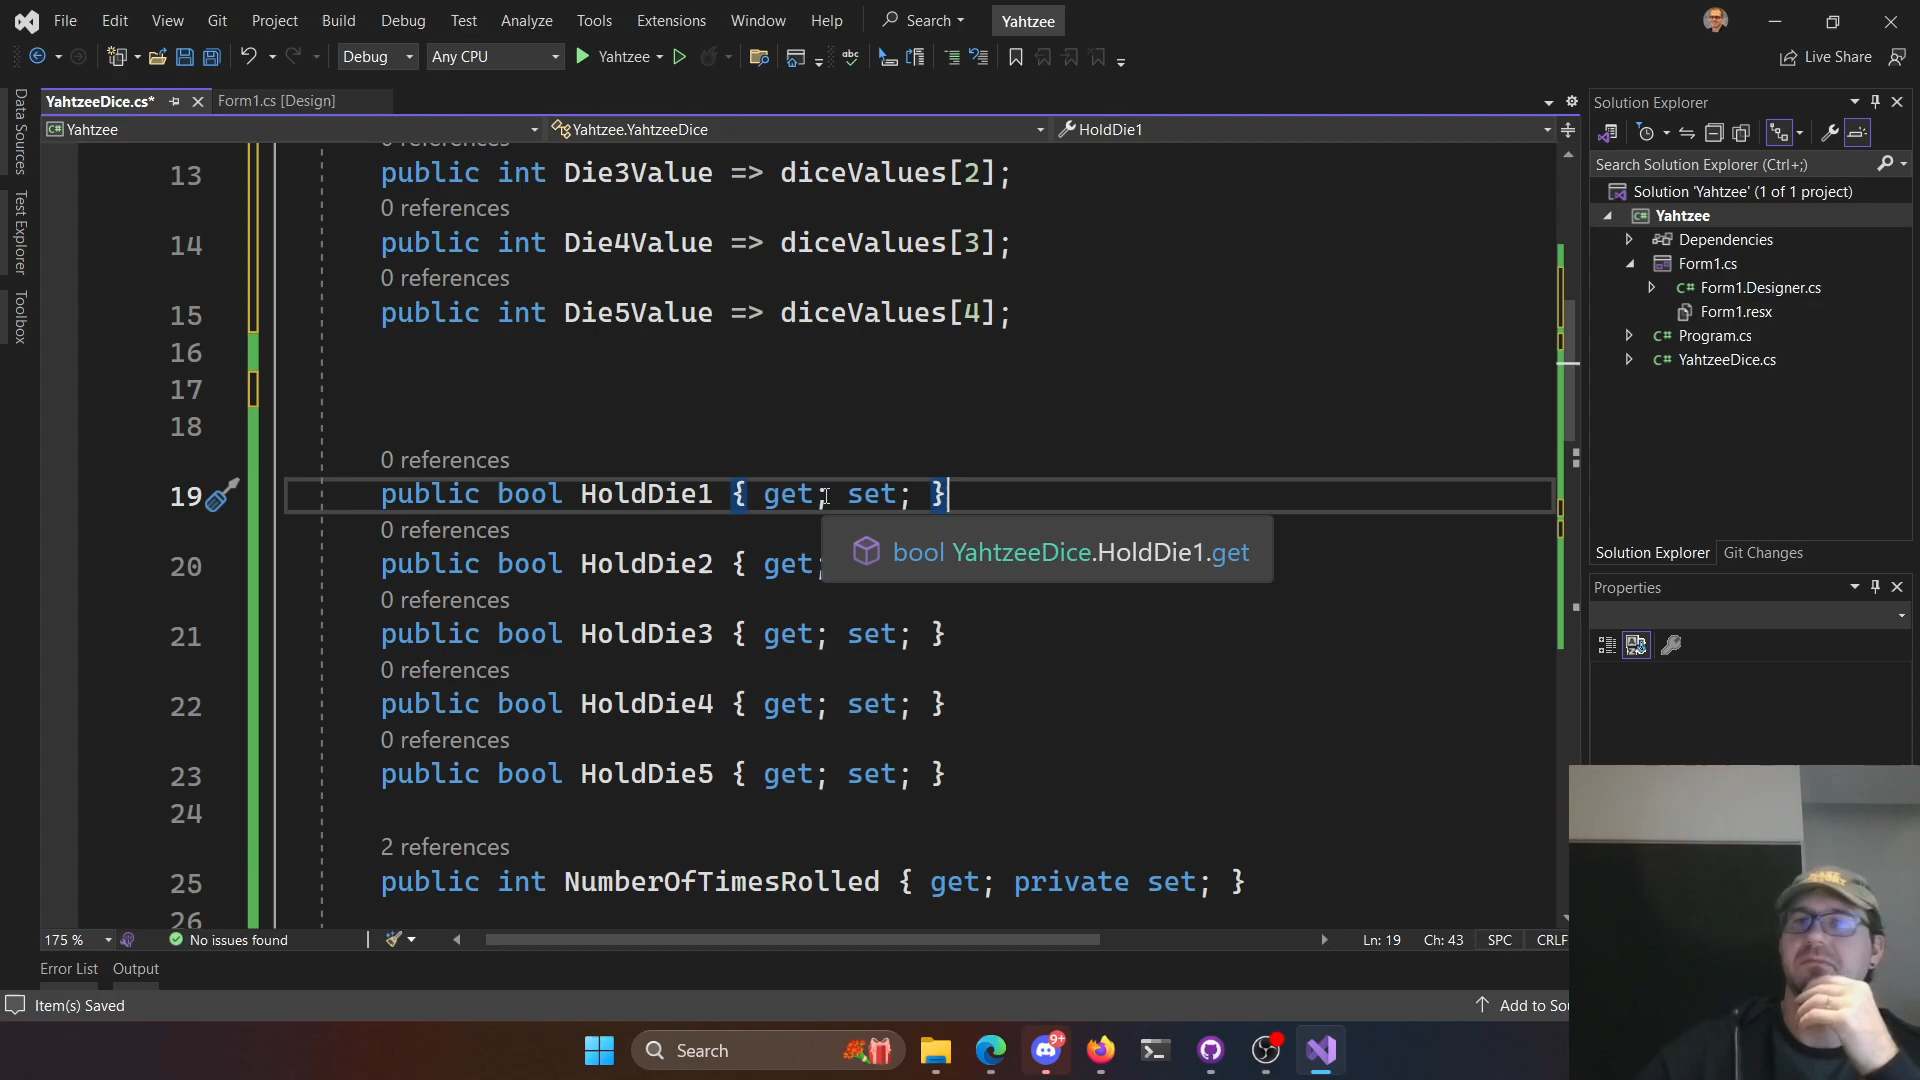 File Edit View Git Project Build Debug Test Analyze Tools Extensions Window Help Search Yahtzee
Debug Any CPU Yahtzee Live Share
YahtzeeDice.cs* Form1.cs [Design]
Yahtzee Yahtzee.YahtzeeDice HoldDie1
Data Sources
Test Explorer
Toolbox
13 public int Die3Value => diceValues[2];
0 references
14 public int Die4Value => diceValues[3];
0 references
15 public int Die5Value => diceValues[4];
16
17
18
0 references
19 public bool HoldDie1 { get; set; }
0 references
bool YahtzeeDice.HoldDie1.get
20 public bool HoldDie2 { get;
0 references
21 public bool HoldDie3 { get; set; }
0 references
22 public bool HoldDie4 { get; set; }
0 references
23 public bool HoldDie5 { get; set; }
24
2 references
25 public int NumberOfTimesRolled { get; private set; }
26
175 % No issues found Ln: 19 Ch: 43 SPC CRLF
Error List Output
Item(s) Saved Add to So
Solution Explorer
Search Solution Explorer (Ctrl+;)
Solution 'Yahtzee' (1 of 1 project)
Yahtzee
Dependencies
Form1.cs
C# Form1.Designer.cs
Form1.resx
C# Program.cs
C# YahtzeeDice.cs
Solution Explorer Git Changes
Properties
Search
9+